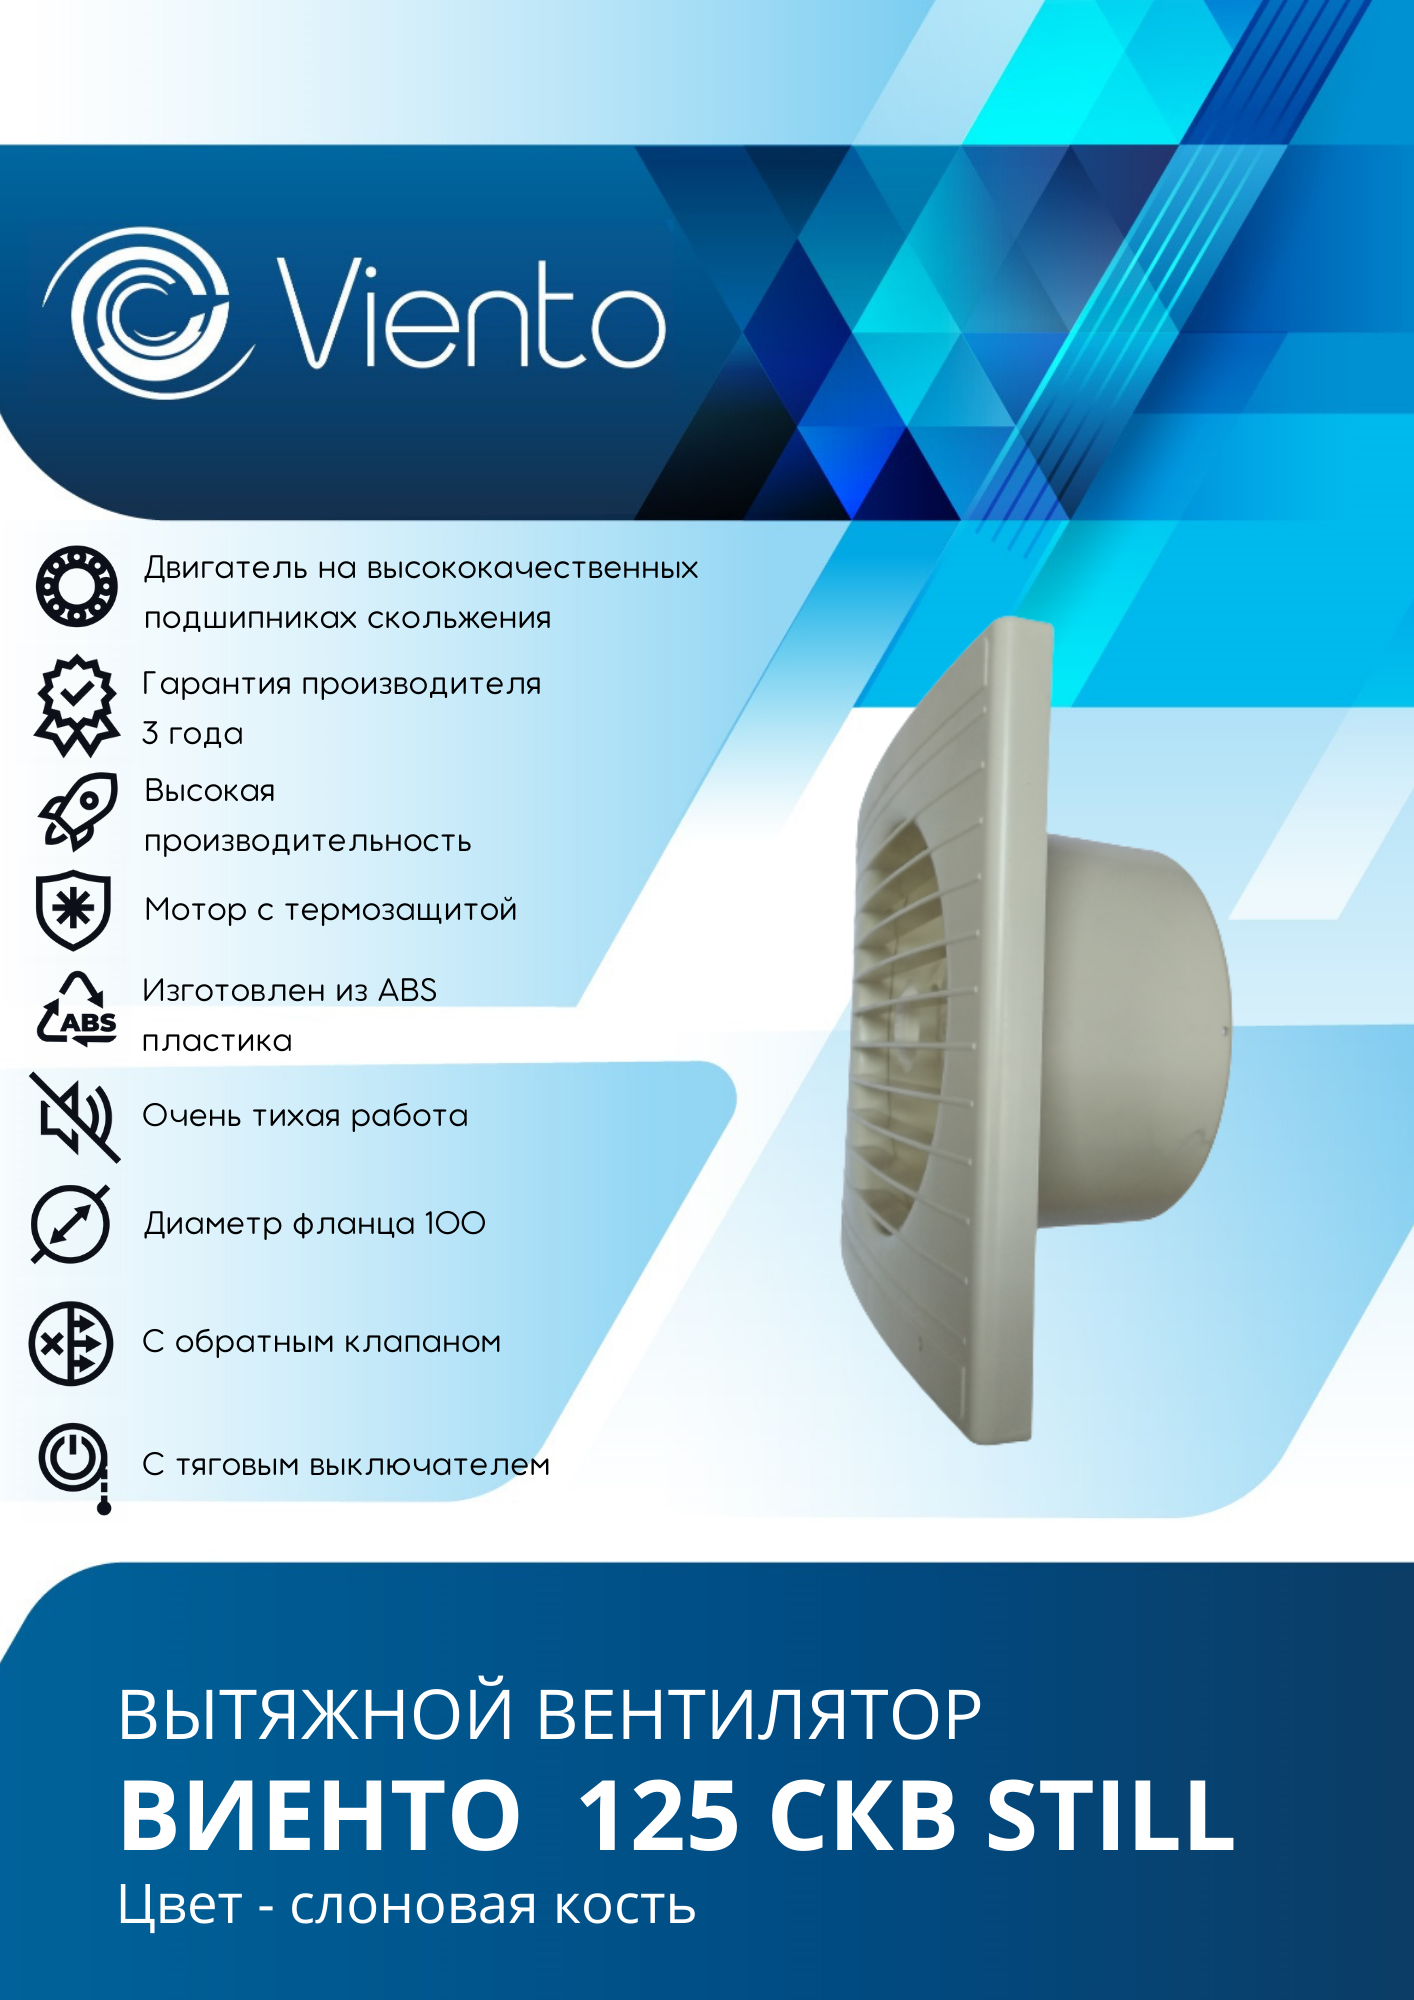 Viento
Двигатель на высококачественных
подшипниках скольжения
Гарантия производителя
3 года
Высокая
производительность
Мотор с термозащитой
Изготовлен из ABS
пластика
ABS
Очень тихая работа
Диаметр фланца 100
С обратным клапаном
С тяговым выключателем
ВЫТЯЖНОЙ ВЕНТИЛЯТОР
ВИЕНТО 125 СКВ STILL
Цвет - слоновая кость